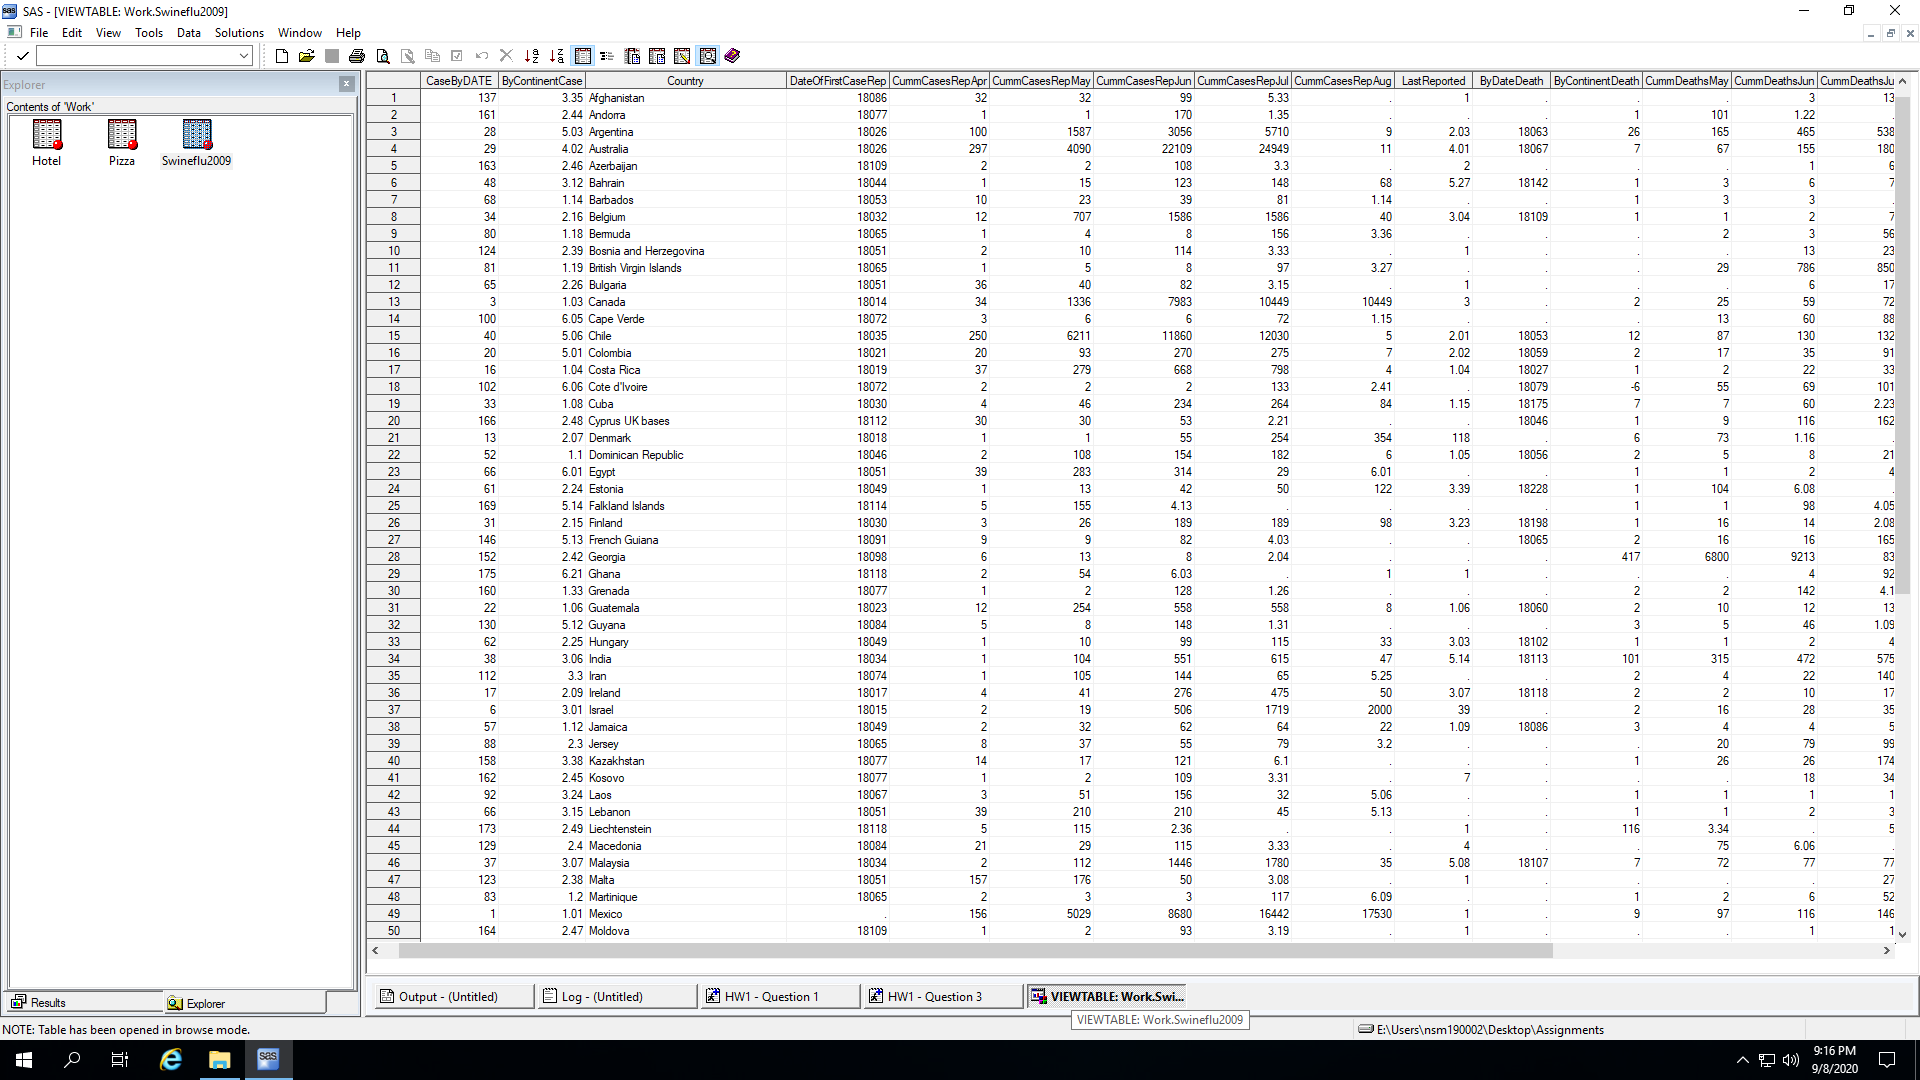 SAS - [VIEWTABLE: Work.Swineflu2009]
File Edit View Tools Data Solutions Window Help
Explorer
Contents of 'Work'
Hotel Pizza Swineflu2009
CaseByDATE ByContinentCase Country DateOfFirstCaseRep CummCasesRepApr CummCasesRepMay CummCasesRepJun CummCasesRepJul CummCasesRepAug LastReported ByDateDeath ByContinentDeath CummDeathsMay CummDeathsJun CummDeathsJu
1 137 3.35 Afghanistan 18086 32 32 99 5.33 . 1 . . . 3 13
2 161 2.44 Andorra 18077 1 1 170 1.35 . . . 1 101 1.22 .
3 28 5.03 Argentina 18026 100 1587 3056 5710 9 2.03 18063 26 165 465 538
4 29 4.02 Australia 18026 297 4090 22109 24949 11 4.01 18067 7 67 155 180
5 163 2.46 Azerbaijan 18109 2 2 108 3.3 . 2 . . . 1 6
6 48 3.12 Bahrain 18044 1 15 123 148 68 5.27 18142 1 3 6 7
7 68 1.14 Barbados 18053 10 23 39 81 1.14 . . 1 3 3 .
8 34 2.16 Belgium 18032 12 707 1586 1586 40 3.04 18109 1 1 2 7
9 80 1.18 Bermuda 18065 1 4 8 156 3.36 . . . 2 3 56
10 124 2.39 Bosnia and Herzegovina 18051 2 10 114 3.33 . 1 . . . 13 23
11 81 1.19 British Virgin Islands 18065 1 5 8 97 3.27 . . . 29 786 850
12 65 2.26 Bulgaria 18051 36 40 82 3.15 . 1 . . . 6 17
13 3 1.03 Canada 18014 34 1336 7983 10449 10449 3 . 2 25 59 72
14 100 6.05 Cape Verde 18072 3 6 6 72 1.15 . . . 13 60 88
15 40 5.06 Chile 18035 250 6211 11860 12030 5 2.01 18053 12 87 130 132
16 20 5.01 Colombia 18021 20 93 270 275 7 2.02 18059 2 17 35 91
17 16 1.04 Costa Rica 18019 37 279 668 798 4 1.04 18027 1 2 22 33
18 102 6.06 Cote d'Ivoire 18072 2 2 2 133 2.41 . 18079 -6 55 69 101
19 33 1.08 Cuba 18030 4 46 234 264 84 1.15 18175 7 7 60 2.23
20 166 2.48 Cyprus UK bases 18112 30 30 53 2.21 . . 18046 1 9 116 162
21 13 2.07 Denmark 18018 1 1 55 254 354 118 . 6 73 1.16 .
22 52 1.1 Dominican Republic 18046 2 108 154 182 6 1.05 18056 2 5 8 21
23 66 6.01 Egypt 18051 39 283 314 29 6.01 . . 1 1 2 4
24 61 2.24 Estonia 18049 1 13 42 50 122 3.39 18228 1 104 6.08 .
25 169 5.14 Falkland Islands 18114 5 155 4.13 . . . . 1 1 98 4.05
26 31 2.15 Finland 18030 3 26 189 189 98 3.23 18198 1 16 14 2.08
27 146 5.13 French Guiana 18091 9 9 82 4.03 . . 18065 2 16 16 165
28 152 2.42 Georgia 18098 6 13 8 2.04 . . . 417 6800 9213 83
29 175 6.21 Ghana 18118 2 54 6.03 . 1 1 . . . 4 92
30 160 1.33 Grenada 18077 1 2 128 1.26 . . . 2 2 142 4.1
31 22 1.06 Guatemala 18023 12 254 558 558 8 1.06 18060 2 10 12 13
32 130 5.12 Guyana 18084 5 8 148 1.31 . . . 3 5 46 1.09
33 62 2.25 Hungary 18049 1 10 99 115 33 3.03 18102 1 1 2 4
34 38 3.06 India 18034 1 104 551 615 47 5.14 18113 101 315 472 575
35 112 3.3 Iran 18074 1 105 144 65 5.25 . . 2 4 22 140
36 17 2.09 Ireland 18017 4 41 276 475 50 3.07 18118 2 2 10 17
37 6 3.01 Israel 18015 2 19 506 1719 2000 39 . 2 16 28 35
38 57 1.12 Jamaica 18049 2 32 62 64 22 1.09 18086 3 4 4 5
39 88 2.3 Jersey 18065 8 37 55 79 3.2 . . . 20 79 99
40 158 3.38 Kazakhstan 18077 14 17 121 6.1 . . . 1 26 26 174
41 162 2.45 Kosovo 18077 1 2 109 3.31 . 7 . . . 18 34
42 92 3.24 Laos 18067 3 51 156 32 5.06 . . 1 1 1 1
43 66 3.15 Lebanon 18051 39 210 210 45 5.13 . . 1 1 2 3
44 173 2.49 Liechtenstein 18118 5 115 2.36 . . 1 . 116 3.34 . 5
45 129 2.4 Macedonia 18084 21 29 115 3.33 . 4 . . 75 6.06 .
46 37 3.07 Malaysia 18034 2 112 1446 1780 35 5.08 18107 7 72 77 77
47 123 2.38 Malta 18051 157 176 50 3.08 . 1 . . . . 27
48 83 1.2 Martinique 18065 2 3 3 117 6.09 . . 1 2 6 52
49 1 1.01 Mexico . 156 5029 8680 16442 17530 1 . 9 97 116 146
50 164 2.47 Moldova 18109 1 2 93 3.19 . 1 . . . 1 1
Results Explorer
Output - (Untitled) Log - (Untitled) HW1 - Question 1 HW1 - Question 3 VIEWTABLE: Work.Swi...
VIEWTABLE: Work.Swineflu2009
NOTE: Table has been opened in browse mode.
E:\Users\nsm190002\Desktop\Assignments
sas
9:16 PM
9/8/2020